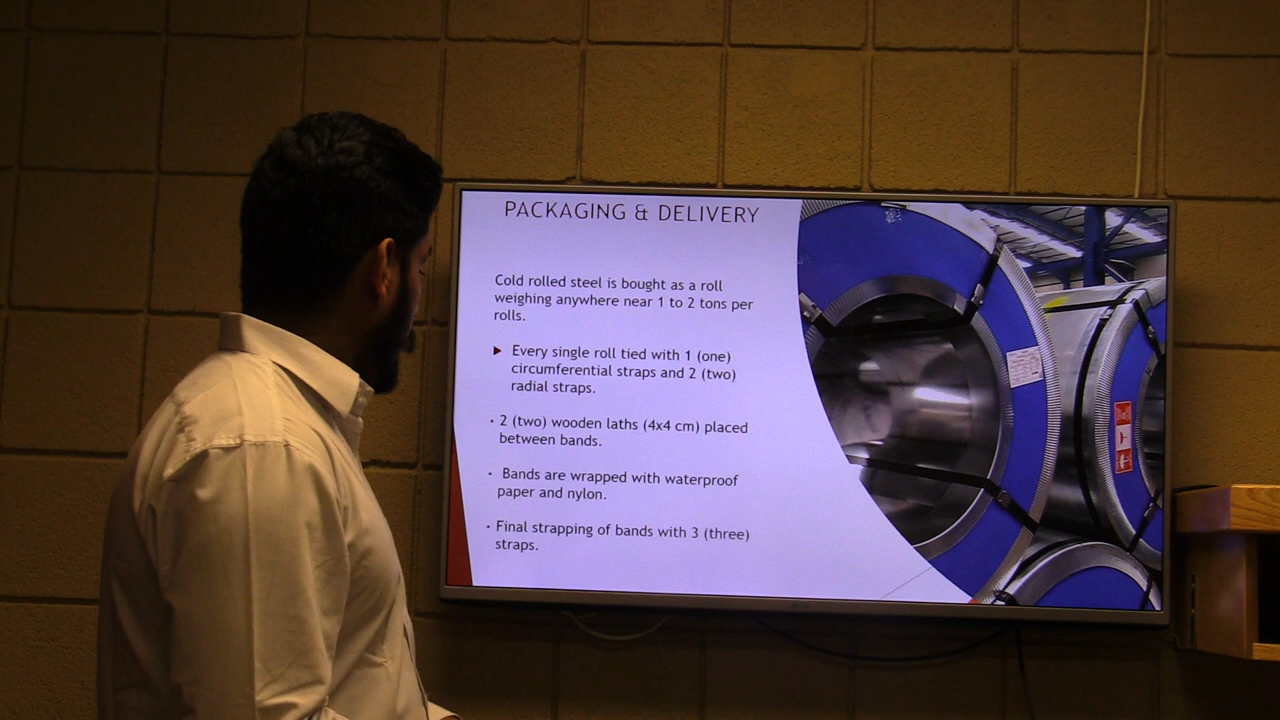 PACKAGING & DELIVERY
Cold rolled steel is bought as a roll
weighing anywhere near 1 to 2 tons per
rolls.
Every single roll tied with 1 (one)
circumferential straps and 2 (two)
radial straps.
· 2 (two) wooden laths (4x4 cm) placed
between bands.
· Bands are wrapped with waterproof
paper and nylon.
· Final strapping of bands with 3 (three)
straps.